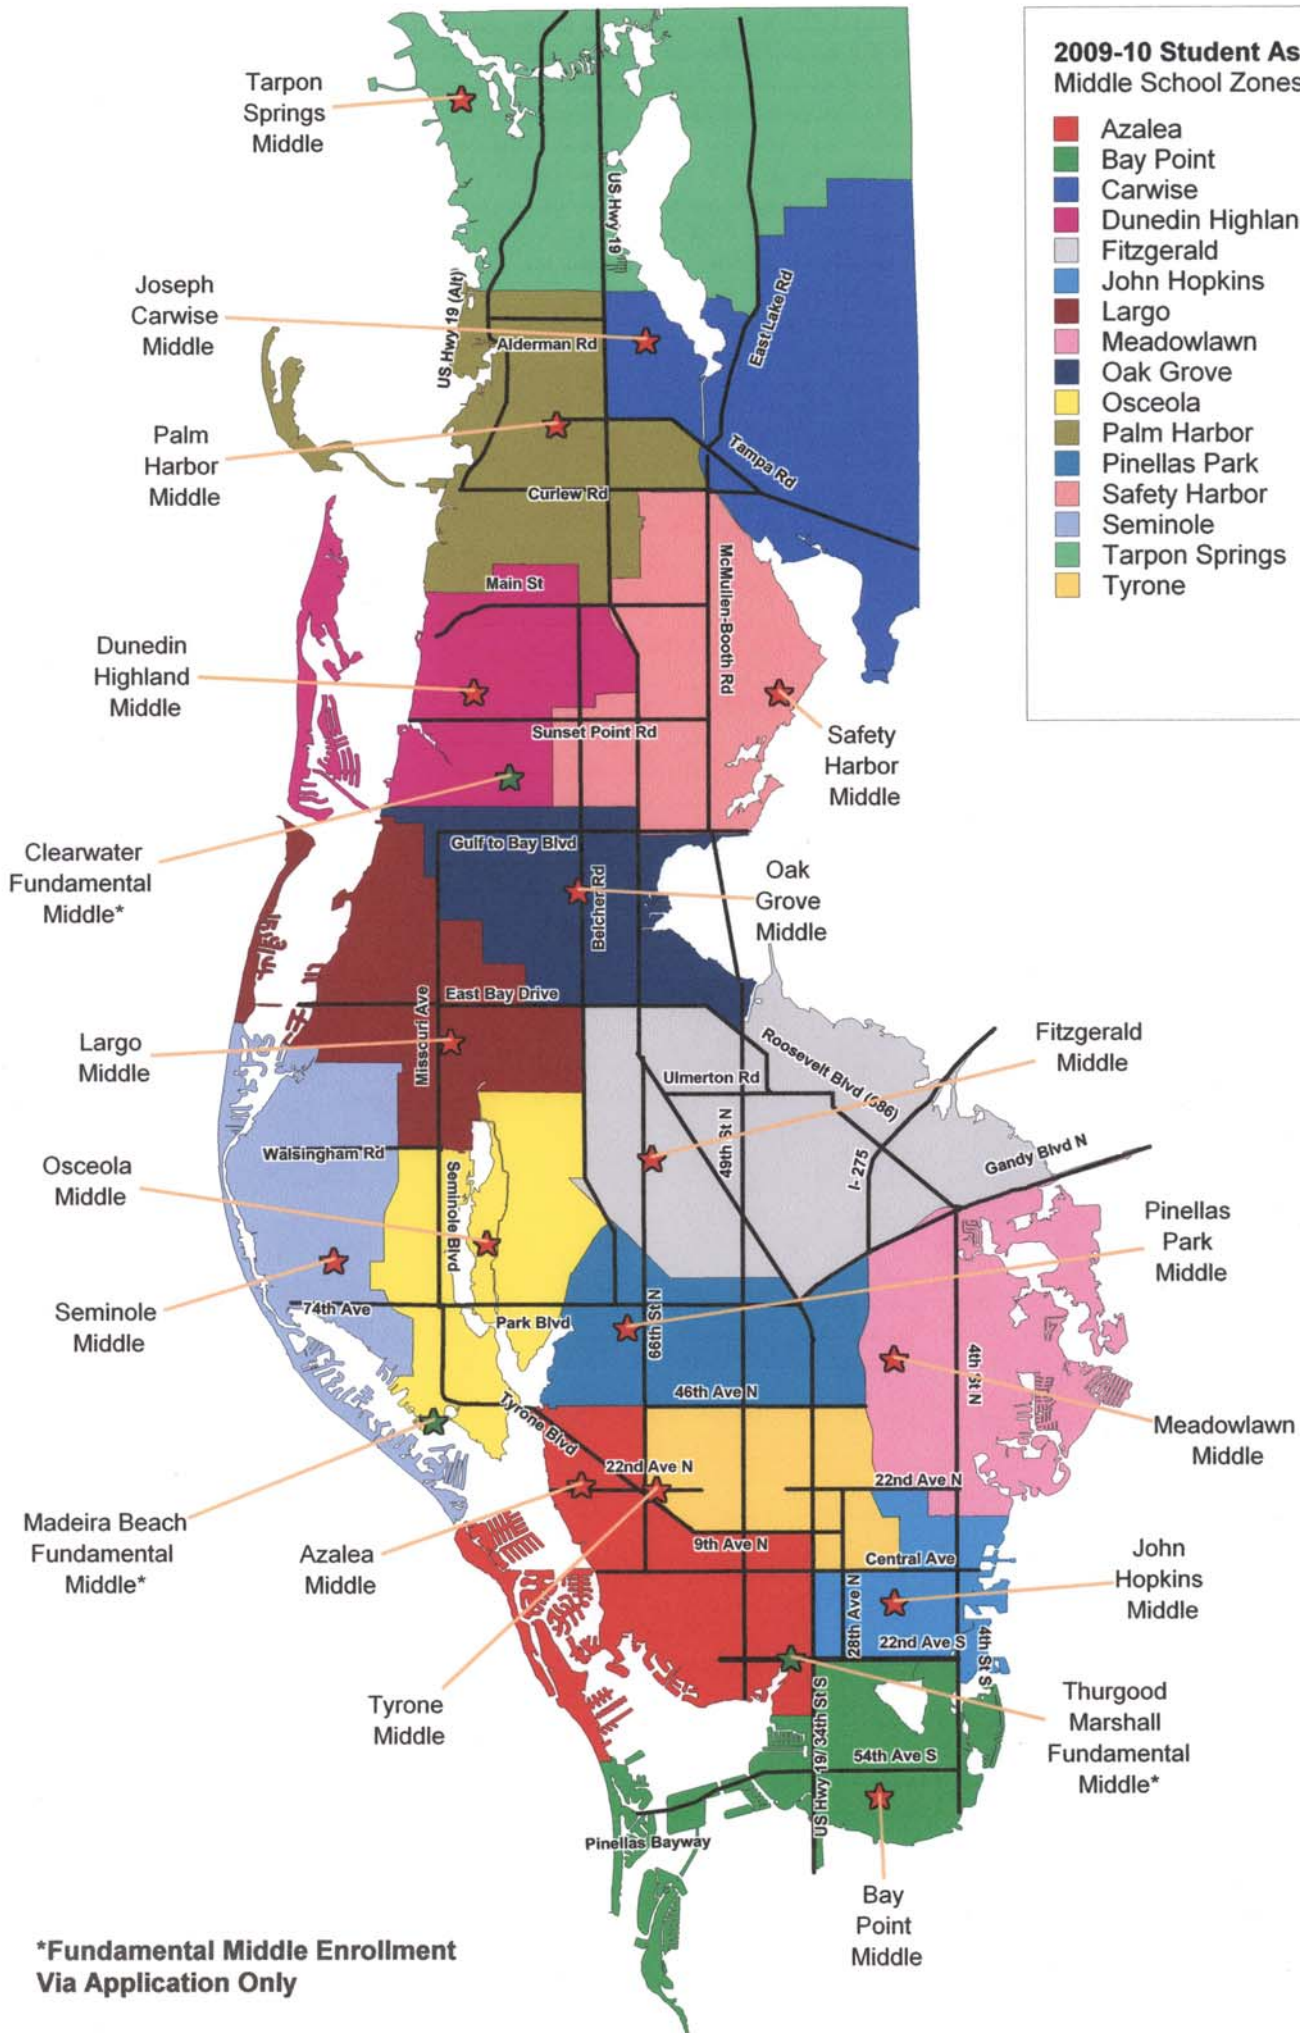 2009-10 Student As
Middle School Zones
Azalea
Bay Point
Carwise
Dunedin Highlan
Fitzgerald
John Hopkins
Largo
Meadowlawn
Oak Grove
Osceola
Palm Harbor
Pinellas Park
Safety Harbor
Seminole
Tarpon Springs
Tyrone
Tarpon
Springs
Middle
US Hwy 19
US Hwy 19 (Alt)
East Lake Rd
Joseph
Carwise
Middle
Alderman Rd
Palm
Harbor
Middle
Tampa Rd
Curlew Rd
Main St
McMullen-Booth Rd
Dunedin
Highland
Middle
Sunset Point Rd
Safety
Harbor
Middle
Clearwater
Fundamental
Middle*
Gulf to Bay Blvd
Belcher Rd
Oak
Grove
Middle
East Bay Drive
Missouri Ave
Largo
Middle
Roosevelt Blvd (686)
Ulmerton Rd
Fitzgerald
Middle
49th St N
I-275
Gandy Blvd N
Walsingham Rd
Osceola
Middle
Seminole Blvd
Pinellas
Park
Middle
Seminole
Middle
74th Ave
Park Blvd
66th St N
4th St N
46th Ave N
Tyrone Blvd
Meadowlawn
Middle
22nd Ave N
22nd Ave N
Madeira Beach
Fundamental
Middle*
Azalea
Middle
9th Ave N
Central Ave
John
Hopkins
Middle
28th Ave N
22nd Ave S
4th St S
Tyrone
Middle
Thurgood
Marshall
Fundamental
Middle*
US Hwy 19/ 34th St S
54th Ave S
Pinellas Bayway
Bay
Point
Middle
*Fundamental Middle Enrollment
Via Application Only